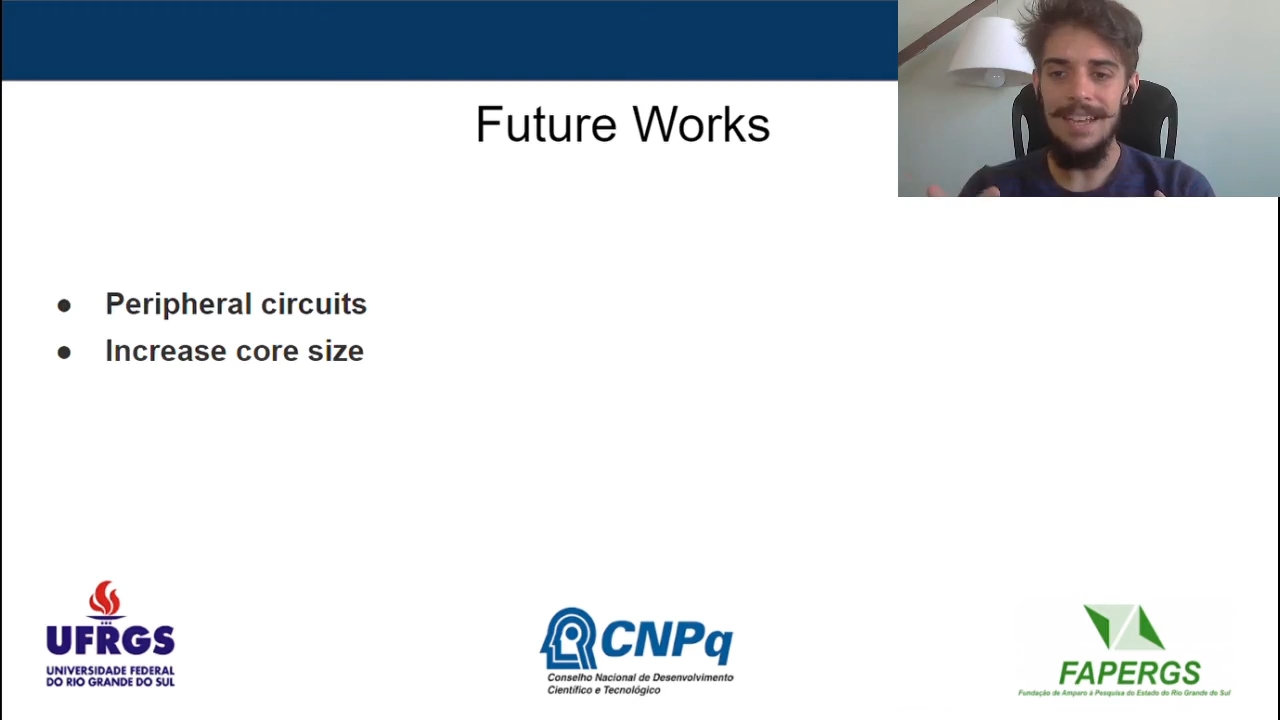 Future Works
● Peripheral circuits
● Increase core size
UFRGS
UNIVERSIDADE FEDERAL
DO RIO GRANDE DO SUL
CNPq
Conselho Nacional de Desenvolvimento
Científico e Tecnológico
FAPERGS
Fundação de Amparo à Pesquisa do Estado do Rio Grande do Sul